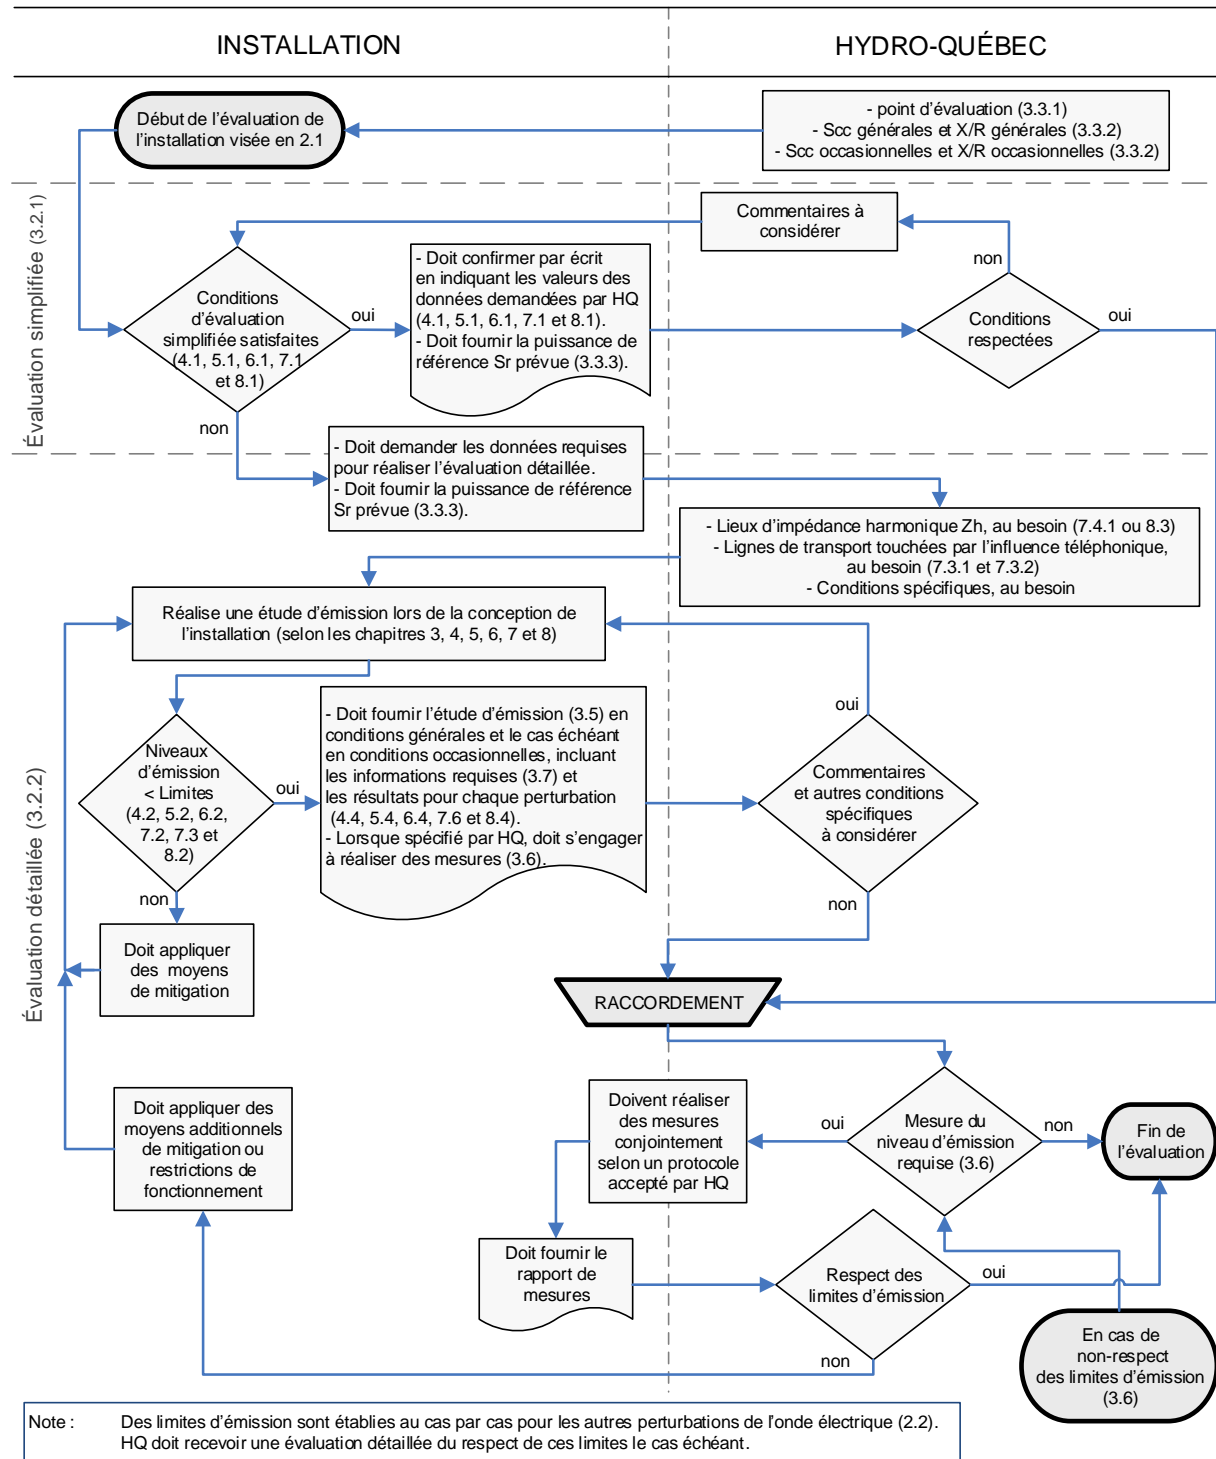 INSTALLATION
HYDRO-QUÉBEC
Début de l'évaluation de
l'installation visée en 2.1
- point d'évaluation (3.3.1)
- Scc générales et X/R générales (3.3.2)
- Scc occasionnelles et X/R occasionnelles (3.3.2)
Évaluation simplifiée (3.2.1)
Commentaires à
considérer
non
Conditions
d'évaluation
simplifiée satisfaites
(4.1, 5.1, 6.1, 7.1
et 8.1)
oui
- Doit confirmer par écrit
en indiquant les valeurs des
données demandées par HQ
(4.1, 5.1, 6.1, 7.1 et 8.1).
- Doit fournir la puissance de
référence Sr prévue (3.3.3).
Conditions
respectées
oui
non
- Doit demander les données requises
pour réaliser l'évaluation détaillée.
- Doit fournir la puissance de référence
Sr prévue (3.3.3).
- Lieux d'impédance harmonique Zh, au besoin (7.4.1 ou 8.3)
- Lignes de transport touchées par l'influence téléphonique,
au besoin (7.3.1 et 7.3.2)
- Conditions spécifiques, au besoin
Évaluation détaillée (3.2.2)
Réalise une étude d'émission lors de la conception de
l'installation (selon les chapitres 3, 4, 5, 6, 7 et 8)
oui
Niveaux
d'émission
< Limites
(4.2, 5.2, 6.2,
7.2, 7.3 et
8.2)
oui
- Doit fournir l'étude d'émission (3.5) en
conditions générales et le cas échéant
en conditions occasionnelles, incluant
les informations requises (3.7) et
les résultats pour chaque perturbation
(4.4, 5.4, 6.4, 7.6 et 8.4).
- Lorsque spécifié par HQ, doit s'engager
à réaliser des mesures (3.6).
Commentaires
et autres conditions
spécifiques
à considérer
non
non
Doit appliquer
des moyens
de mitigation
RACCORDEMENT
Doit appliquer des
moyens additionnels
de mitigation ou
restrictions de
fonctionnement
Doivent réaliser
des mesures
conjointement
selon un protocole
accepté par HQ
oui
Mesure du
niveau d'émission
requise (3.6)
non
Fin de
l'évaluation
Doit fournir le
rapport de
mesures
Respect des
limites d'émission
oui
non
En cas de
non-respect
des limites d'émission
(3.6)
Note : Des limites d'émission sont établies au cas par cas pour les autres perturbations de l'onde électrique (2.2).
HQ doit recevoir une évaluation détaillée du respect de ces limites le cas échéant.